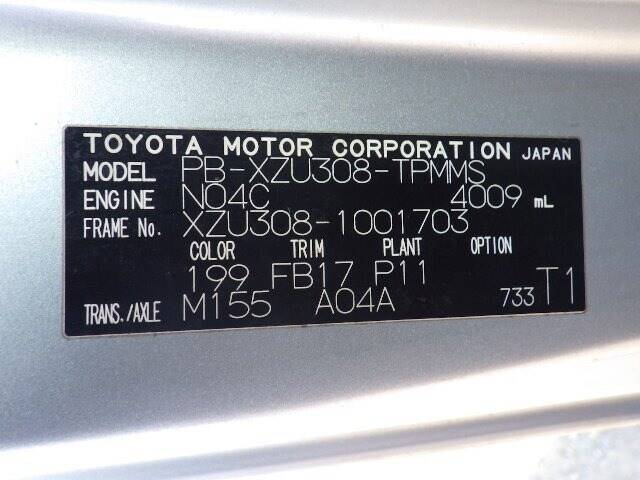 TOYOTA MOTOR CORPORATION JAPAN
MODEL PB-XZU308-TPMMS
ENGINE N04C 4009 mL
FRAME No. XZU308-1001703
COLOR TRIM PLANT OPTION
199 FB17 P11
TRANS./AXLE M155 A04A 733 T1